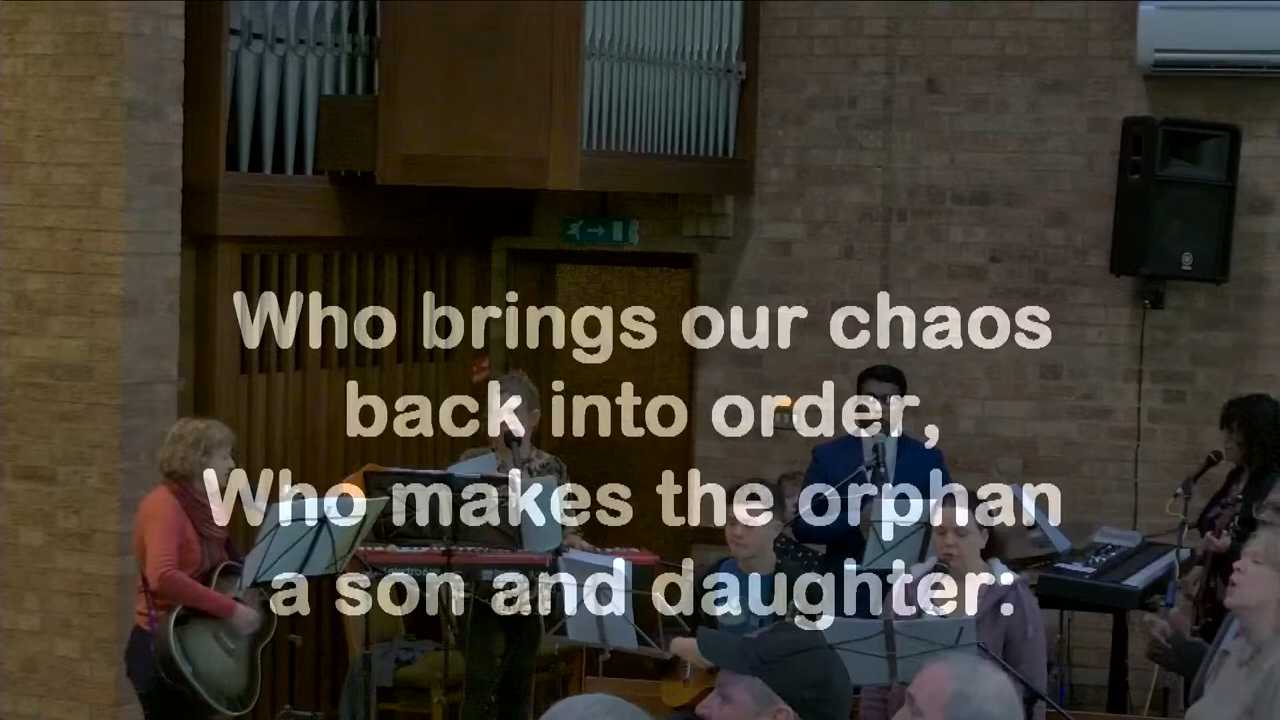 Who brings our chaos
back into order,
Who makes the orphan
a son and daughter: